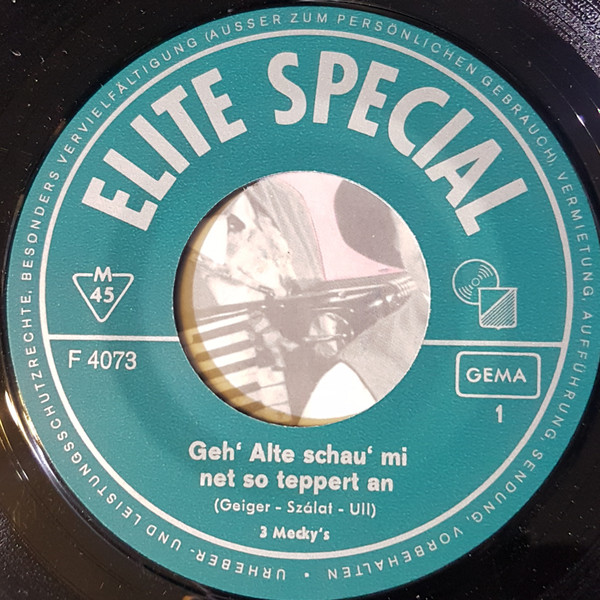 URHEBER- UND LEISTUNGSSCHUTZRECHTE, BESONDERS VERVIELFÄLTIGUNG (AUSSER ZUM PERSÖNLICHEN GEBRAUCH), VERMIETUNG, AUFFÜHRUNG, SENDUNG, VORBEHALTEN •
ELITE SPECIAL
M
45
F 4073
GEMA
1
Geh' Alte schau' mi
net so teppert an
(Geiger - Szálat - Ull)
3 Mecky's